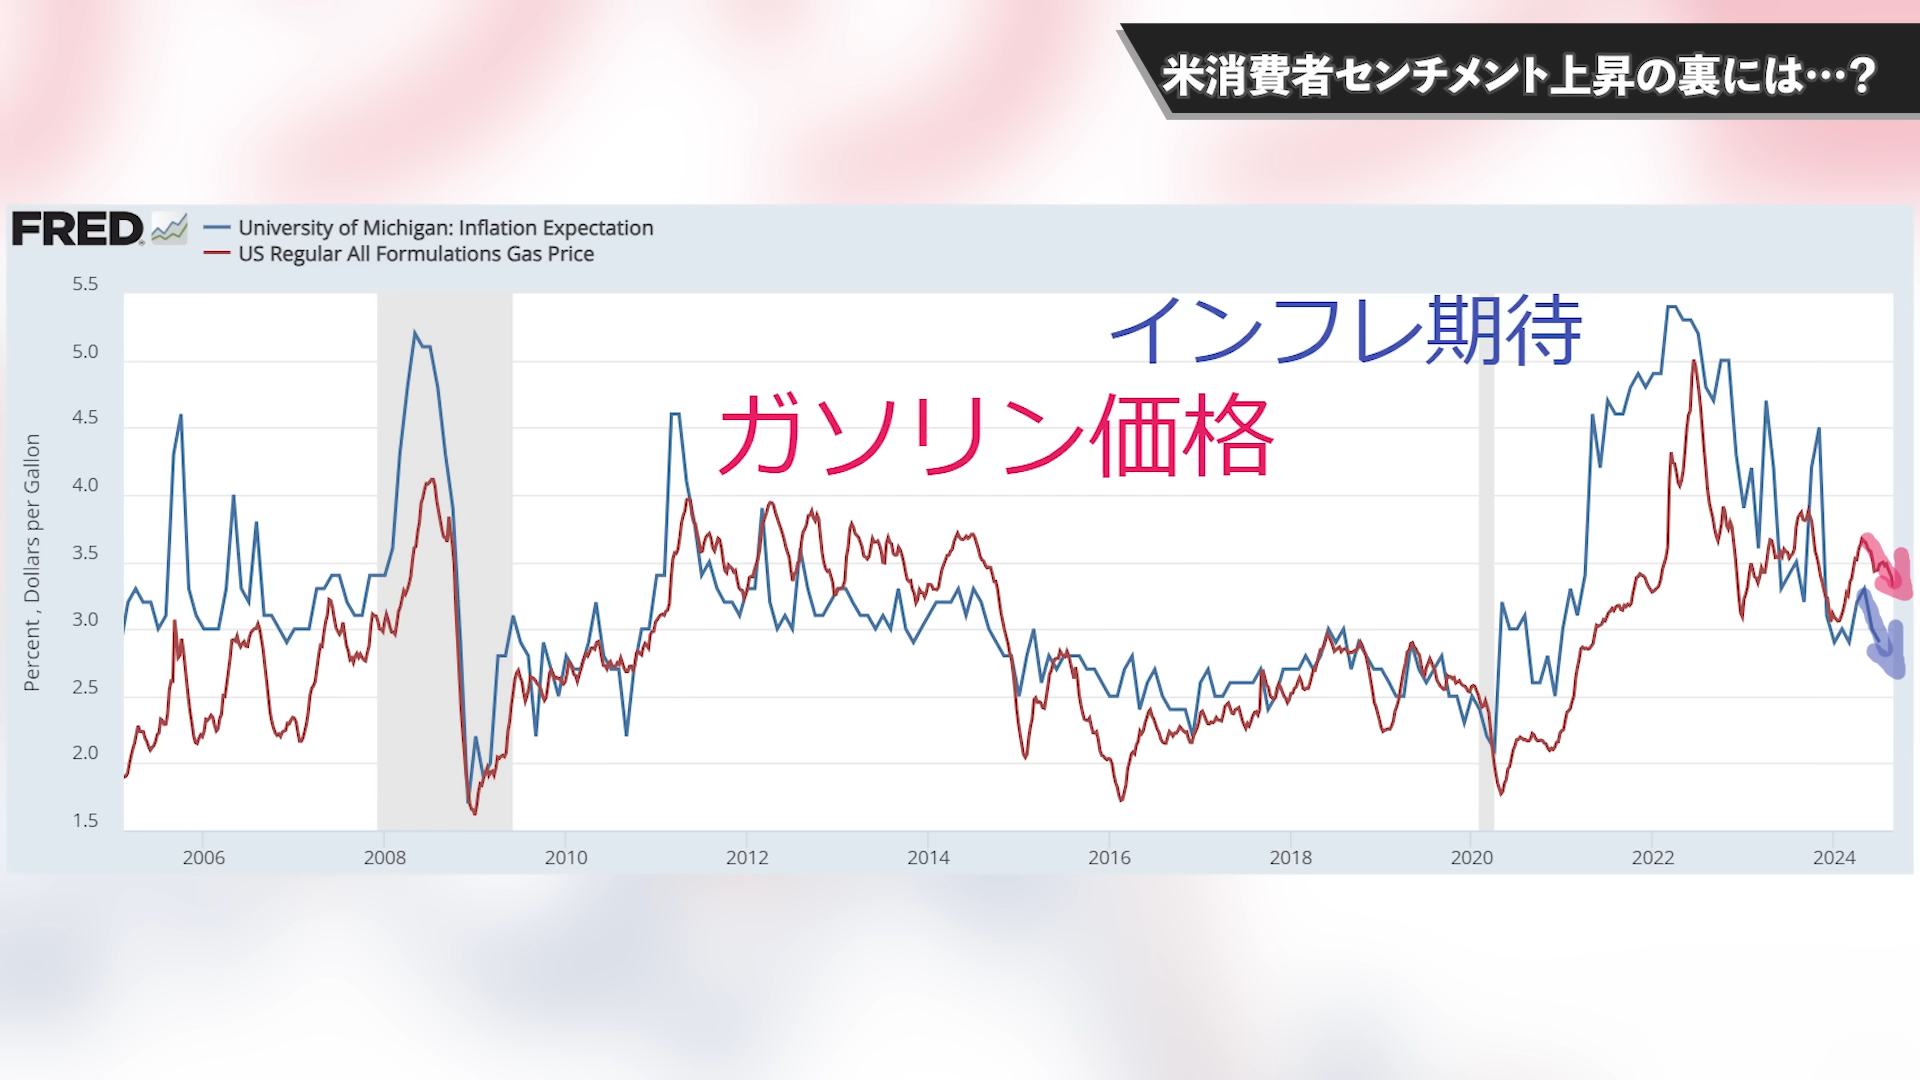 米消費者センチメント上昇の裏には…？
FRED
University of Michigan: Inflation Expectation
US Regular All Formulations Gas Price
インフレ期待
ガソリン価格
Percent , Dollars per Gallon
5.5
5.0
4.5
4.0
3.5
3.0
2.5
2.0
1.5
2006 2008 2010 2012 2014 2016 2018 2020 2022 2024